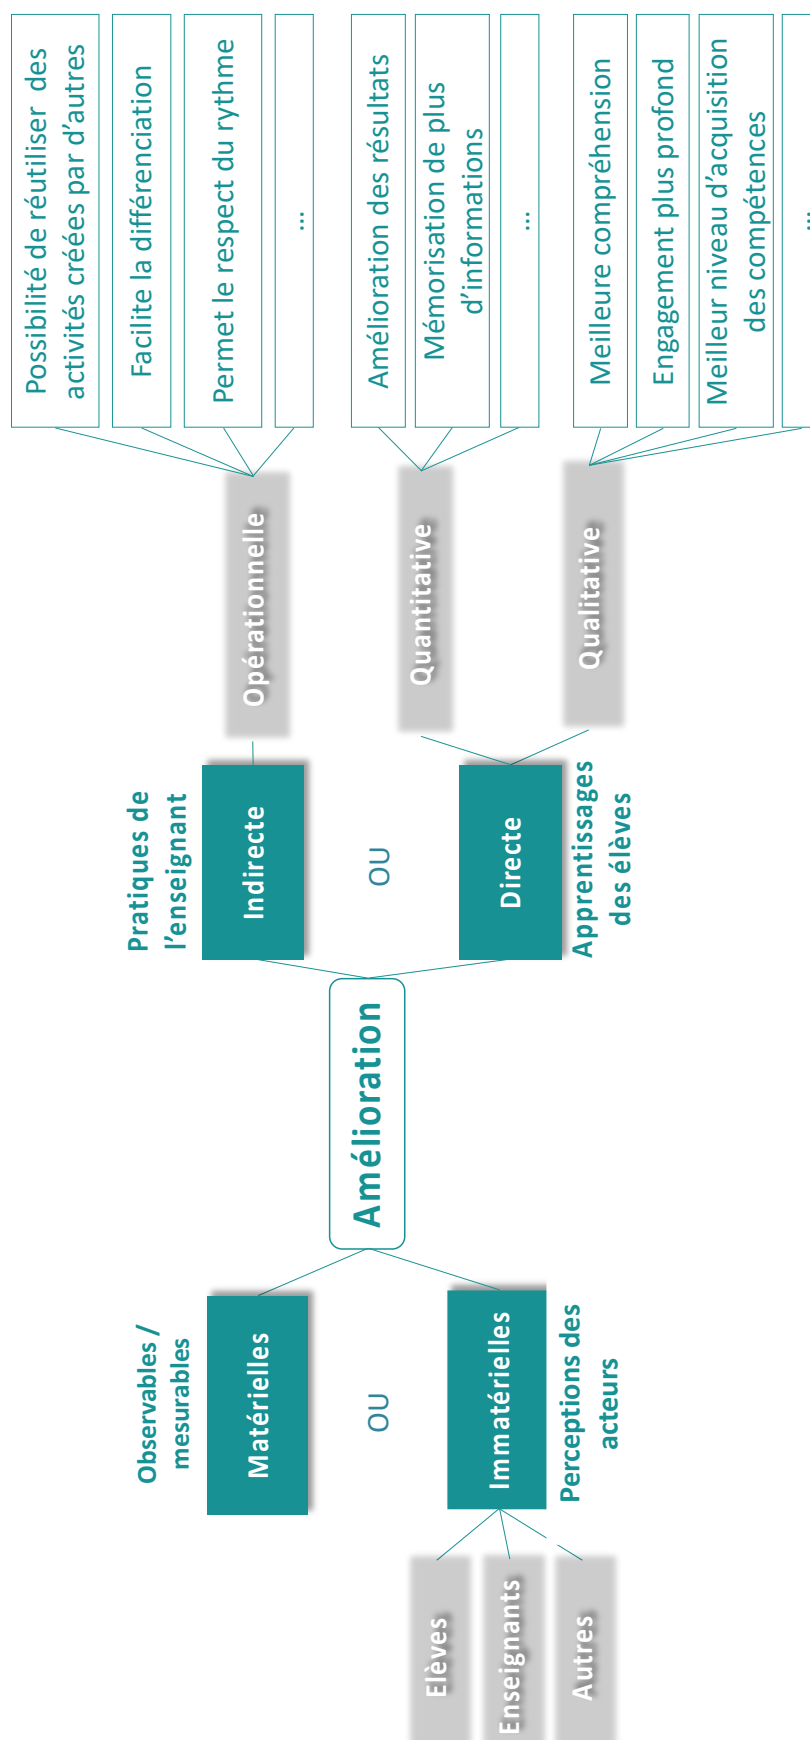 Elèves
Enseignants
Autres
Observables /
mesurables
Matérielles
OU
Immatérielles
Perceptions des
acteurs
Amélioration
Pratiques de
l'enseignant
Indirecte
OU
Directe
Apprentissages
des élèves
Opérationnelle
Quantitative
Qualitative
Possibilité de réutiliser des
activités créées par d'autres
Facilite la différenciation
Permet le respect du rythme
...
Amélioration des résultats
Mémorisation de plus
d'informations
...
Meilleure compréhension
Engagement plus profond
Meilleur niveau d'acquisition
des compétences
...